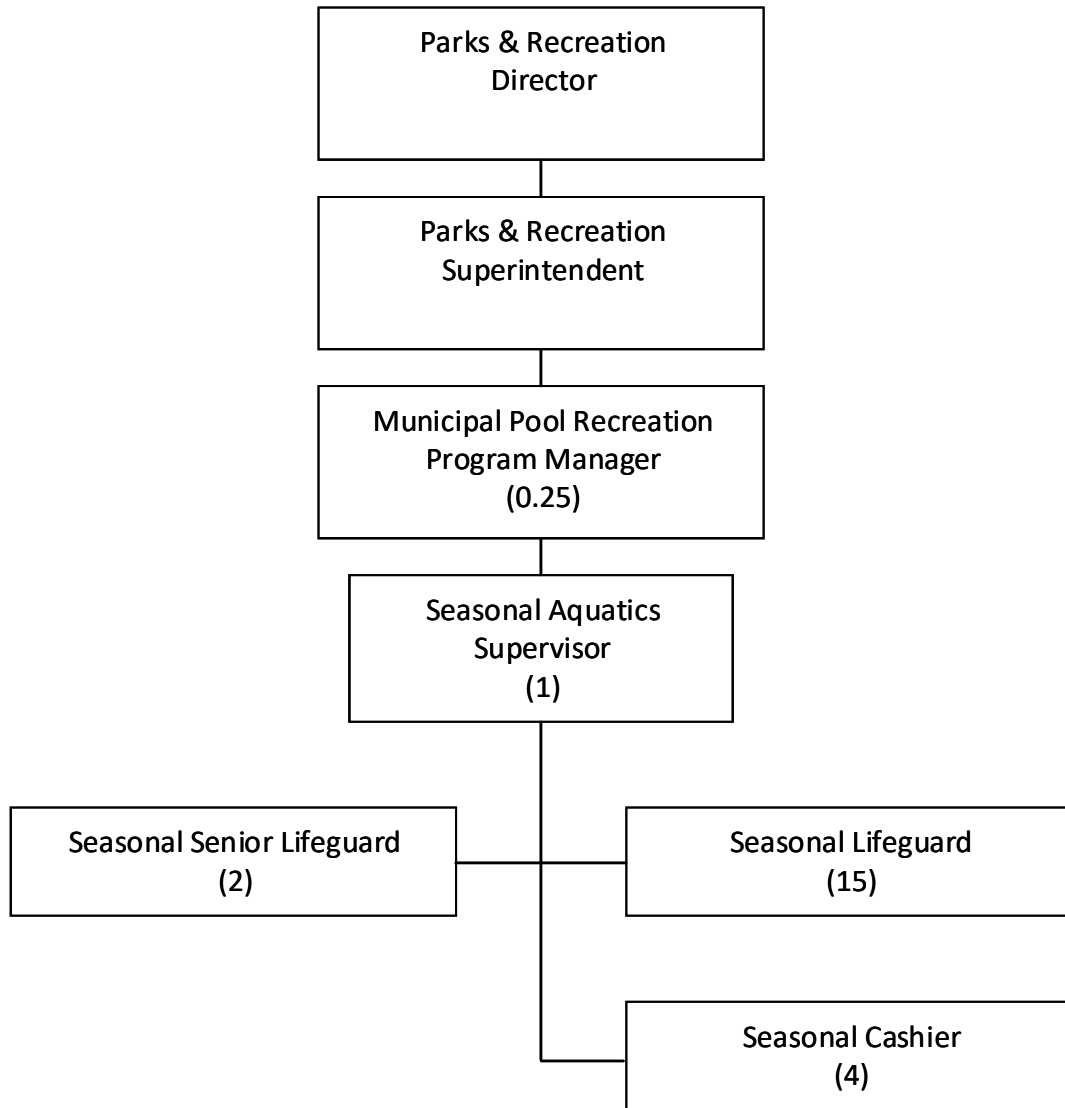 Parks & Recreation
Director
Parks & Recreation
Superintendent
Municipal Pool Recreation
Program Manager
(0.25)
Seasonal Aquatics
Supervisor
(1)
Seasonal Senior Lifeguard
(2)
Seasonal Lifeguard
(15)
Seasonal Cashier
(4)